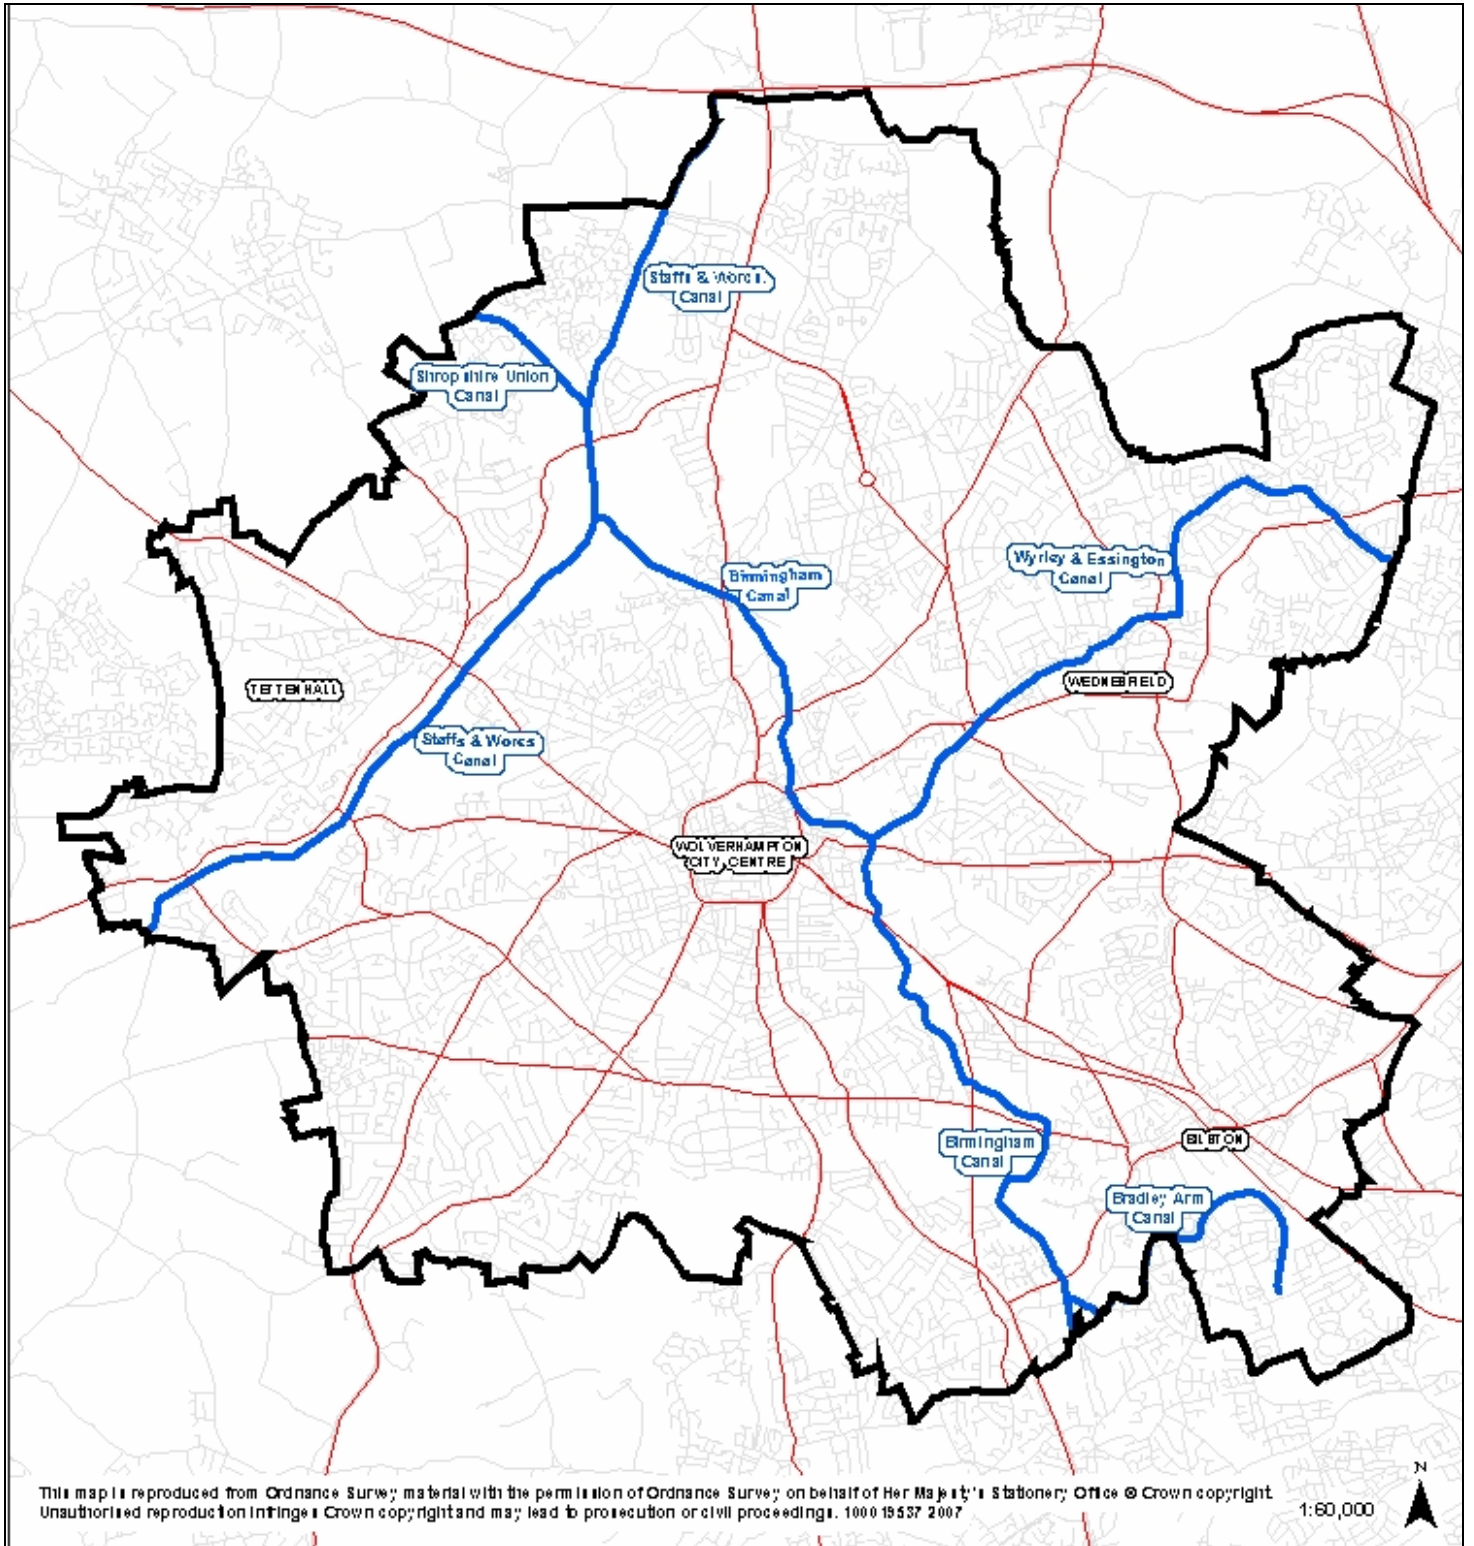 Staffs & Worcs.
Canal
Shropshire Union
Canal
Wyrley & Essington
Canal
Birmingham
Canal
WEDNESFIELD
TETTENHALL
Staffs & Worcs
Canal
WOLVERHAMPTON
CITY CENTRE
Birmingham
Canal
BILSTON
Bradley Arm
Canal
N
This map is reproduced from Ordnance Survey material with the permission of Ordnance Survey on behalf of Her Majesty's Stationery Office © Crown copyright.
Unauthorised reproduction infringes Crown copyright and may lead to prosecution or civil proceedings. 100019537 2007
1:60,000